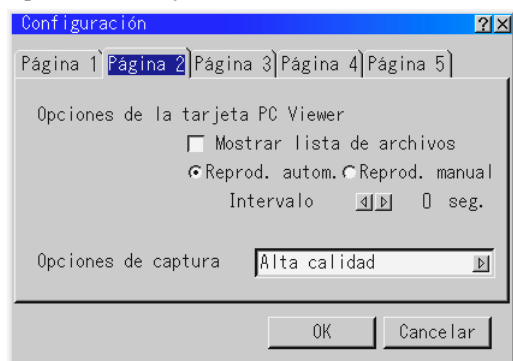 Configuración
Página 1 Página 2 Página 3 Página 4 Página 5
Opciones de la tarjeta PC Viewer
Mostrar lista de archivos
Reprod. autom. Reprod. manual
Intervalo 0 seg.
Opciones de captura Alta calidad
OK Cancelar